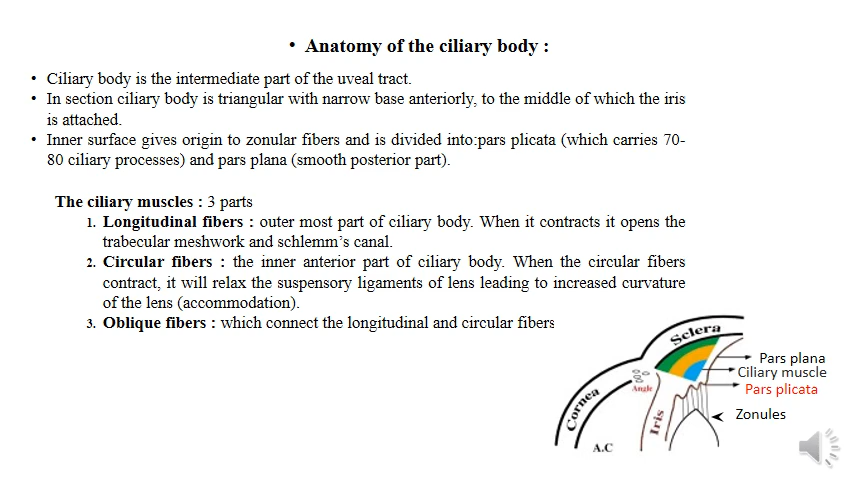 • Anatomy of the ciliary body :
• Ciliary body is the intermediate part of the uveal tract.
• In section ciliary body is triangular with narrow base anteriorly, to the middle of which the iris
is attached.
• Inner surface gives origin to zonular fibers and is divided into:pars plicata (which carries 70-
80 ciliary processes) and pars plana (smooth posterior part).
The ciliary muscles : 3 parts
1. Longitudinal fibers : outer most part of ciliary body. When it contracts it opens the
trabecular meshwork and schlemm's canal.
2. Circular fibers : the inner anterior part of ciliary body. When the circular fibers
contract, it will relax the suspensory ligaments of lens leading to increased curvature
of the lens (accommodation).
3. Oblique fibers : which connect the longitudinal and circular fibers
Sclera
Pars plana
Ciliary muscle
Pars plicata
Angle
Cornea
Iris
Zonules
A.C